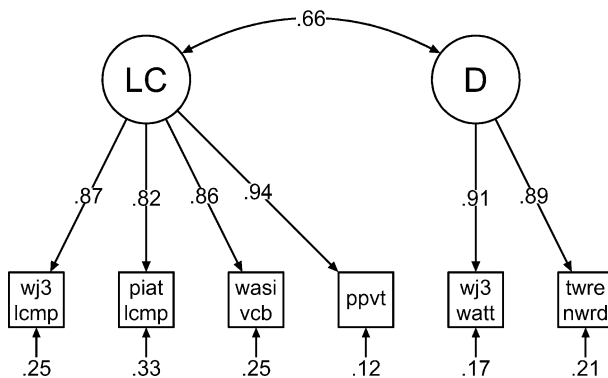 .66
LC
D
.87
.82
.86
.94
.91
.89
wj3
lcmp
piat
lcmp
wasi
vcb
ppvt
wj3
watt
twre
nwrd
.25
.33
.25
.12
.17
.21